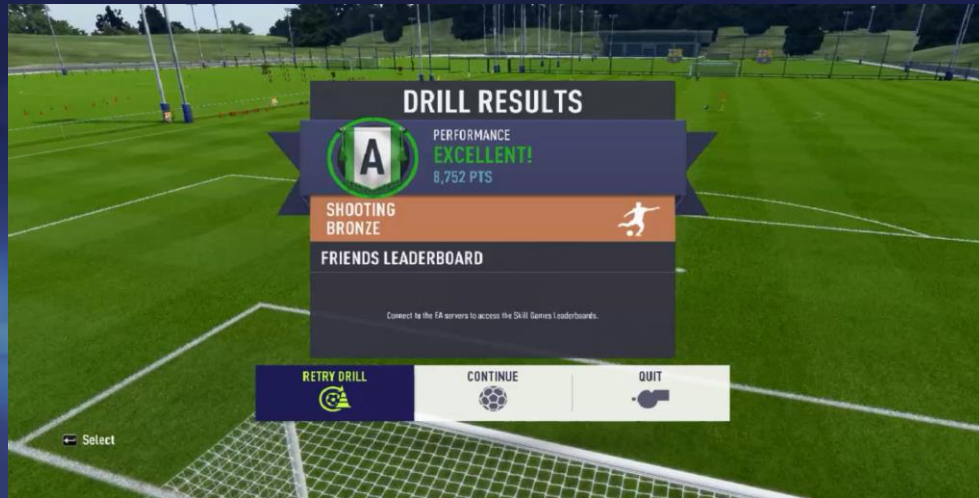 DRILL RESULTS
A
PERFORMANCE
EXCELLENT!
8,752 PTS
SHOOTING
BRONZE
FRIENDS LEADERBOARD
Connect to the EA servers to access the Skill Games Leaderboards.
RETRY DRILL
CONTINUE
QUIT
Select